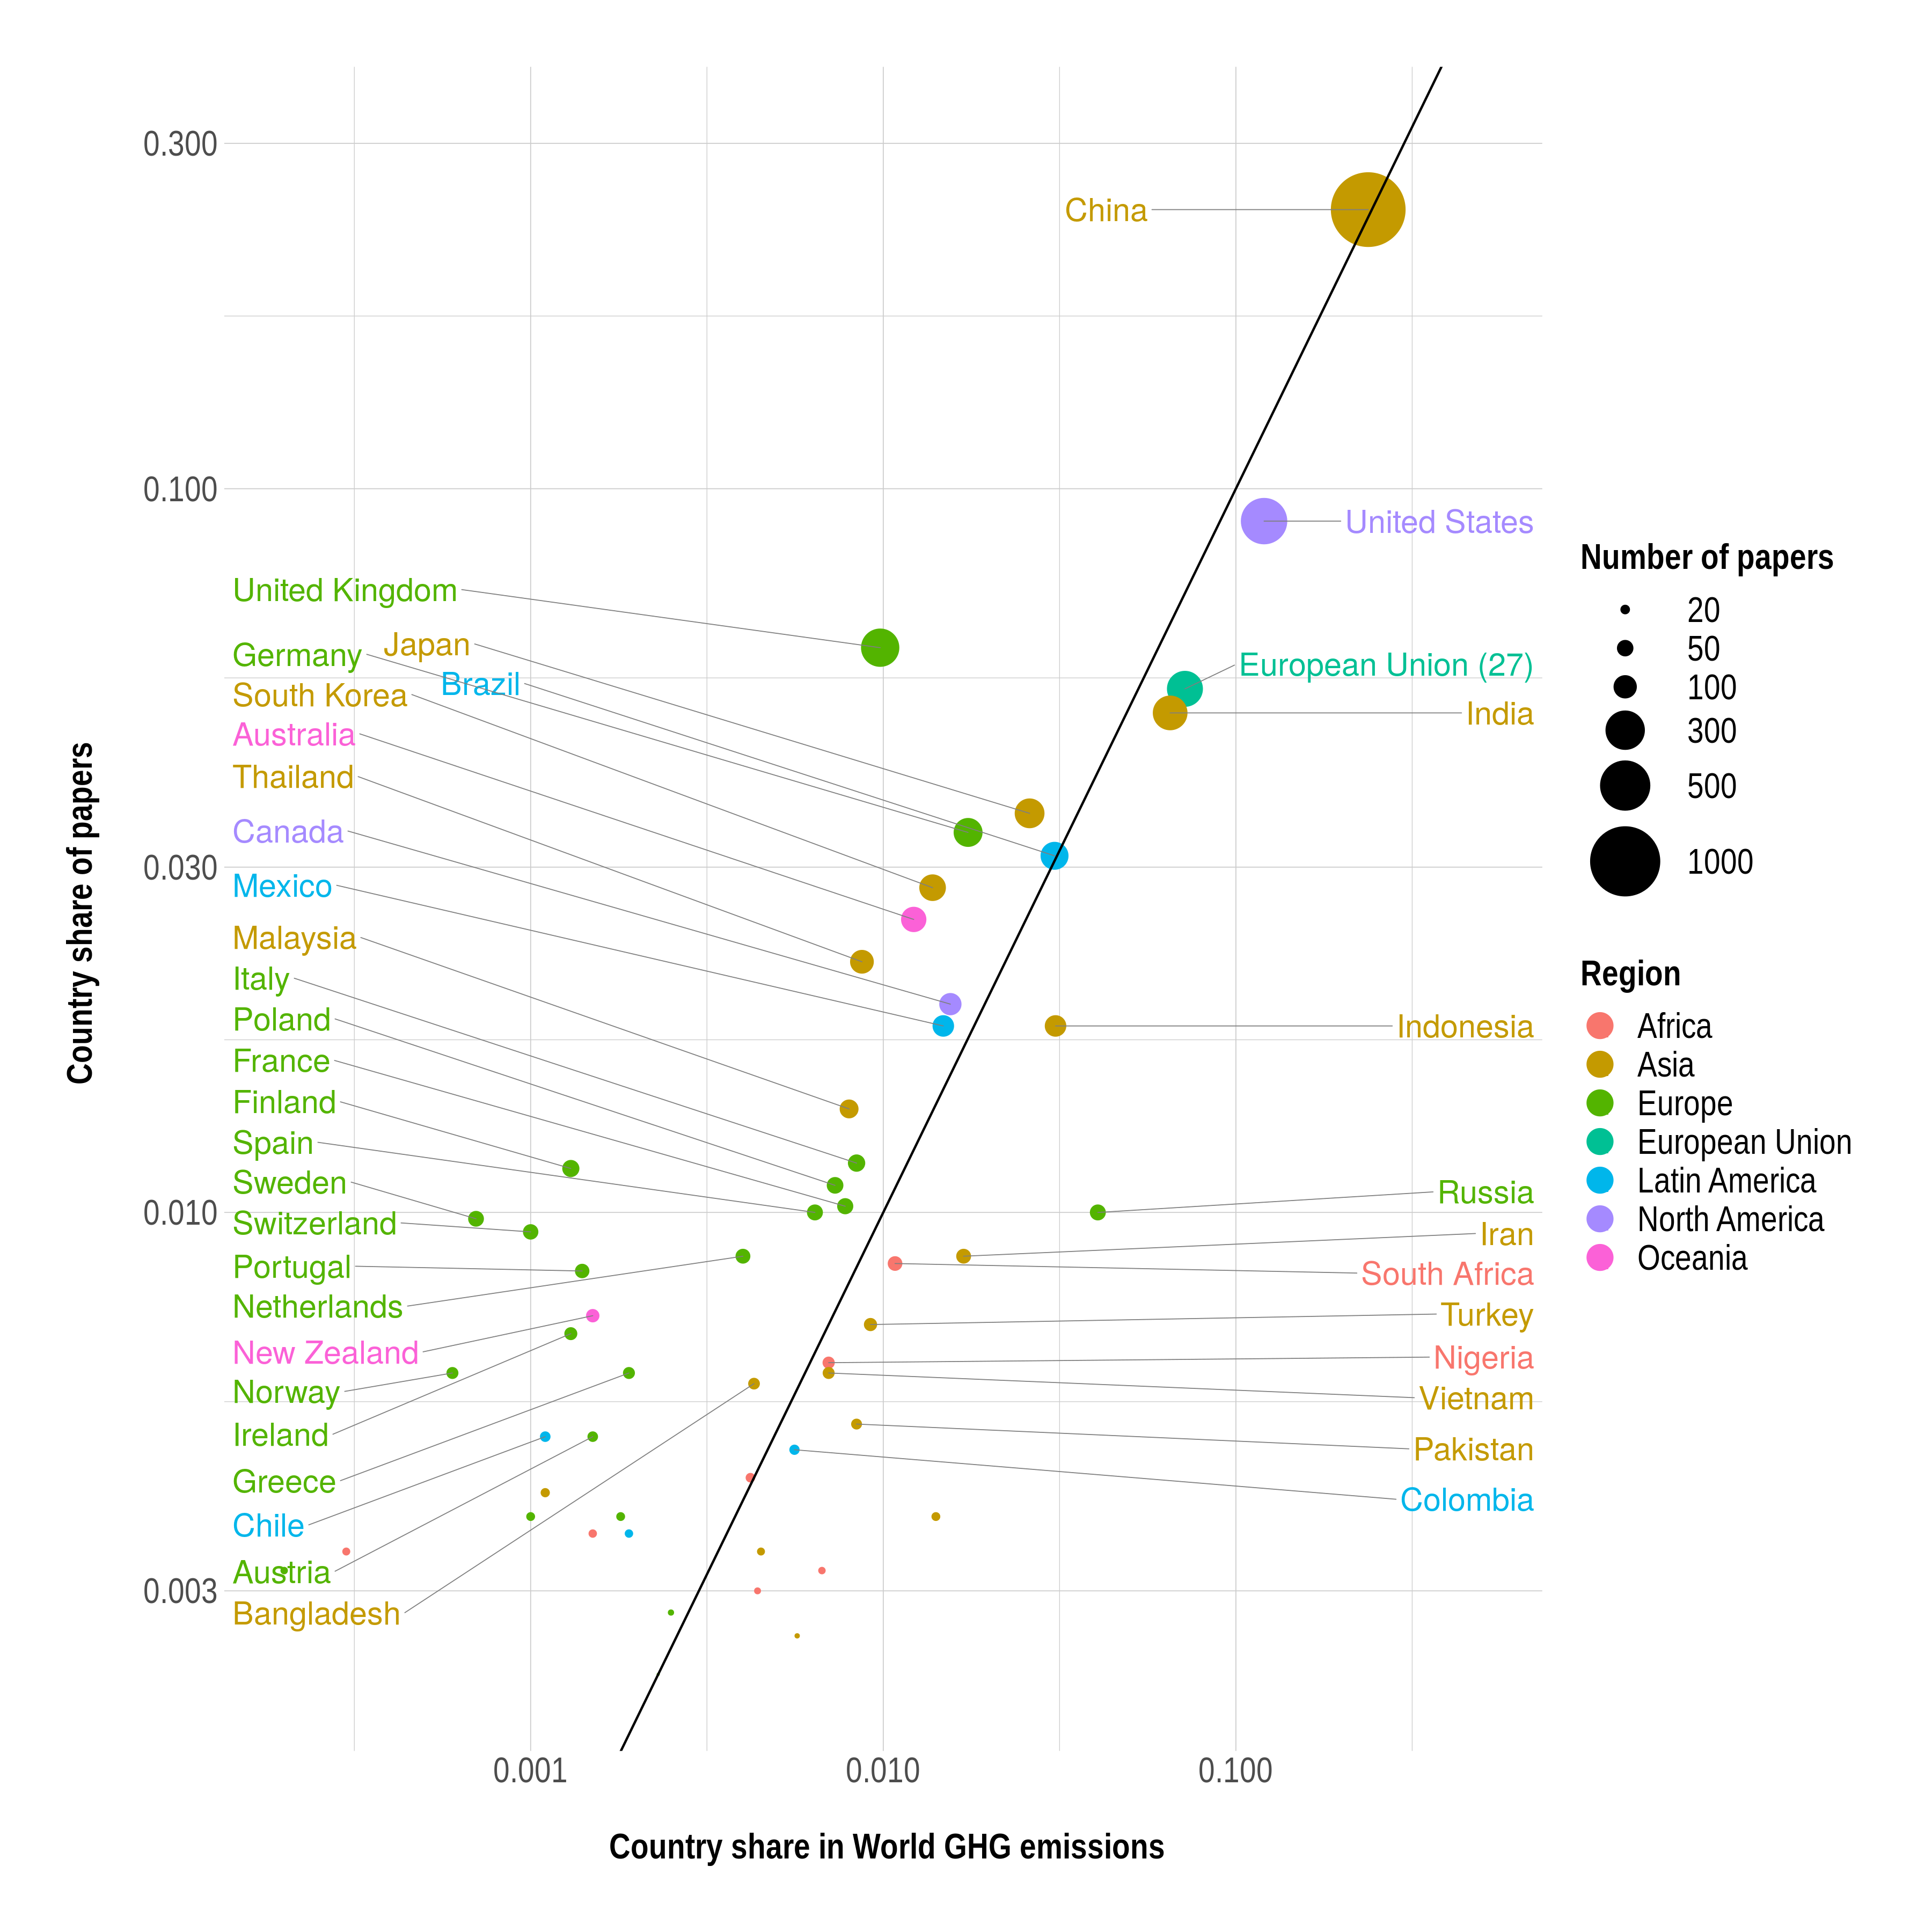 0.300
China
0.100
United States
Number of papers
United Kingdom
20
Japan
Germany
50
European Union (27)
Brazil
100
South Korea
India
300
Australia
Thailand
500
Canada
0.030
1000
Mexico
Malaysia
Italy
Region
Poland
Indonesia
Africa
France
Asia
Finland
Europe
Spain
European Union
Sweden
Russia
Latin America
0.010
Switzerland
North America
Iran
Portugal
South Africa
Oceania
Netherlands
Turkey
New Zealand
Nigeria
Norway
Vietnam
Ireland
Pakistan
Greece
Colombia
Chile
Austria
0.003
Bangladesh
Country share of papers
0.001
0.010
0.100
Country share in World GHG emissions